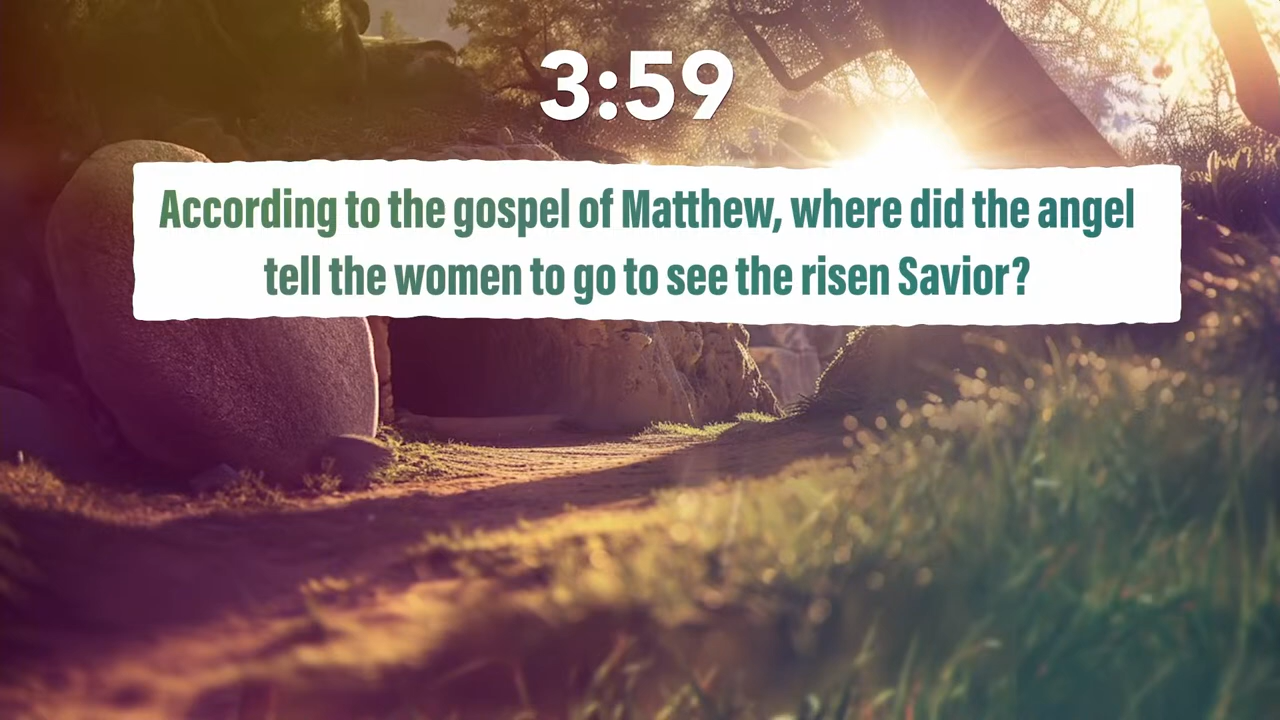 3:59
According to the gospel of Matthew, where did the angel
tell the women to go to see the risen Savior?